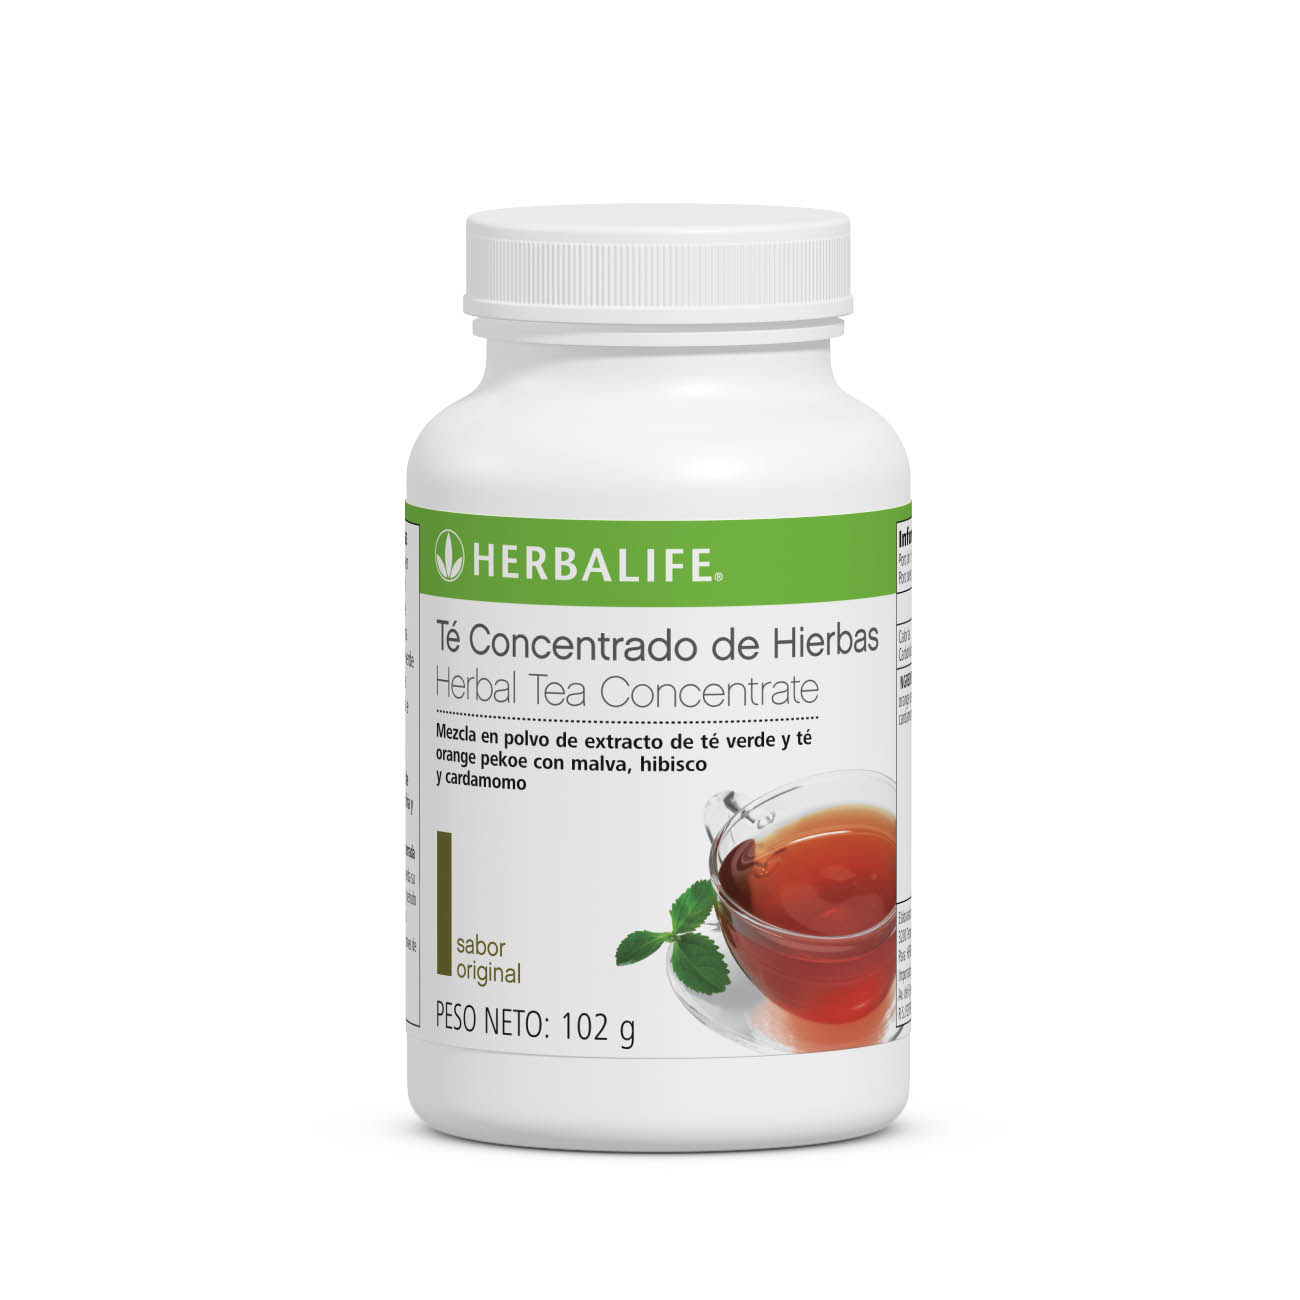 HERBALIFE®
Té Concentrado de Hierbas
Herbal Tea Concentrate
Mezcla en polvo de extracto de té verde y té
orange pekoe con malva, hibisco
y cardamomo
sabor
original
PESO NETO: 102 g